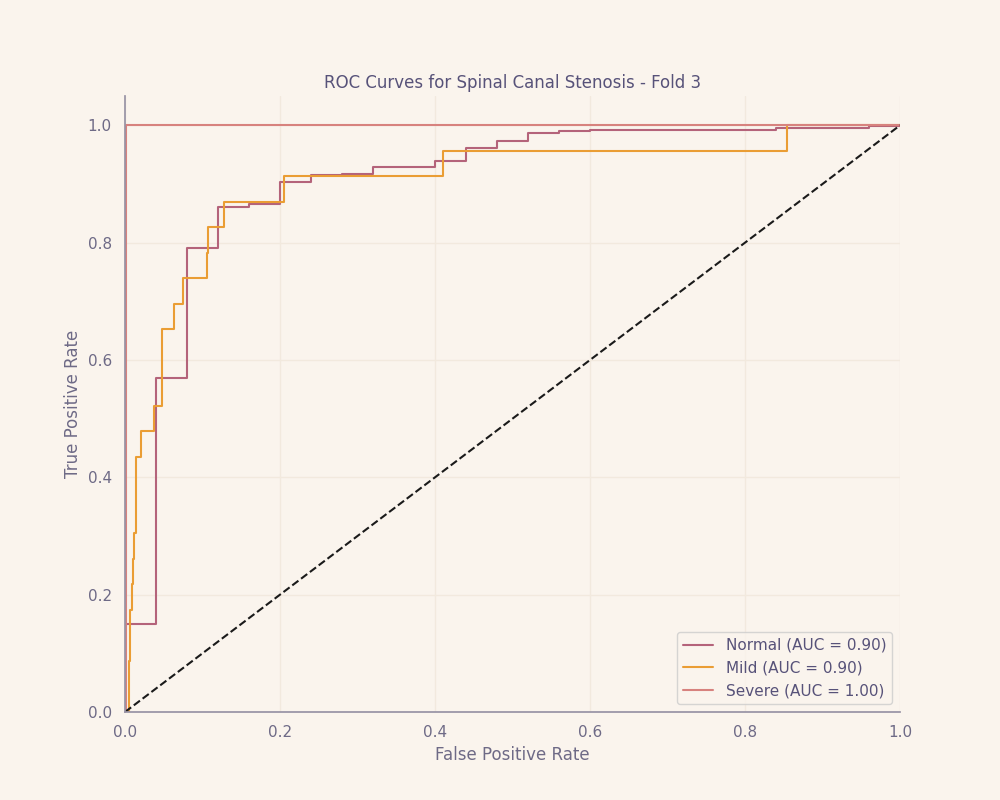 ROC Curves for Spinal Canal Stenosis - Fold 3
True Positive Rate
1.0
0.8
0.6
0.4
0.2
0.0
0.0 0.2 0.4 0.6 0.8 1.0
False Positive Rate
Normal (AUC = 0.90)
Mild (AUC = 0.90)
Severe (AUC = 1.00)